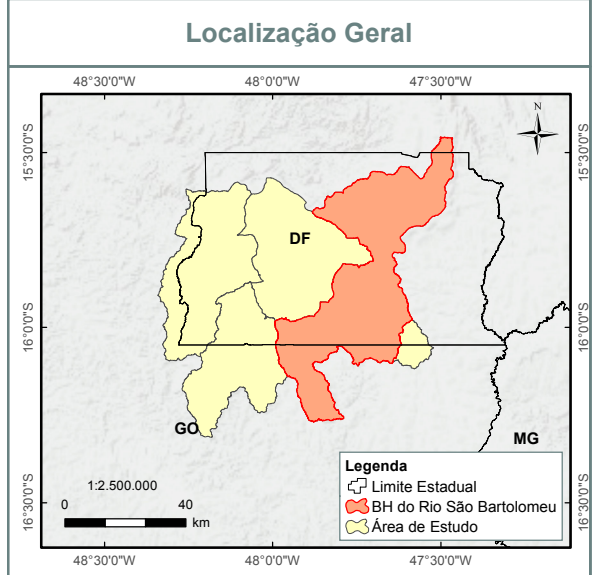 Localização Geral
48°30'0"W 48°0'0"W 47°30'0"W
15°30'0"S 15°30'0"S
N
DF
16°0'0"S 16°0'0"S
GO
MG
Legenda
Limite Estadual
BH do Rio São Bartolomeu
Área de Estudo
1:2.500.000
0 40
km
16°30'0"S 16°30'0"S
48°30'0"W 48°0'0"W 47°30'0"W